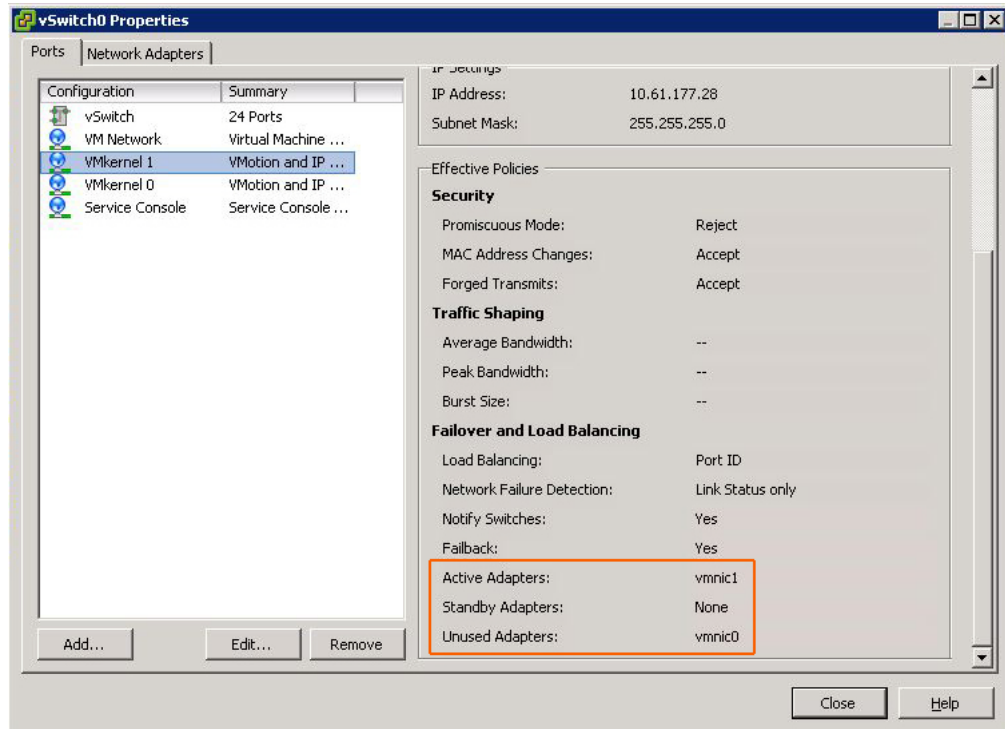 vSwitch0 Properties
Ports Network Adapters
Configuration Summary
vSwitch 24 Ports
VM Network Virtual Machine ...
VMkernel 1 VMotion and IP ...
VMkernel 0 VMotion and IP ...
Service Console Service Console ...
Add... Edit... Remove
IP Settings
IP Address: 10.61.177.28
Subnet Mask: 255.255.255.0
Effective Policies
Security
Promiscuous Mode: Reject
MAC Address Changes: Accept
Forged Transmits: Accept
Traffic Shaping
Average Bandwidth: --
Peak Bandwidth: --
Burst Size: --
Failover and Load Balancing
Load Balancing: Port ID
Network Failure Detection: Link Status only
Notify Switches: Yes
Failback: Yes
Active Adapters: vmnic1
Standby Adapters: None
Unused Adapters: vmnic0
Close Help